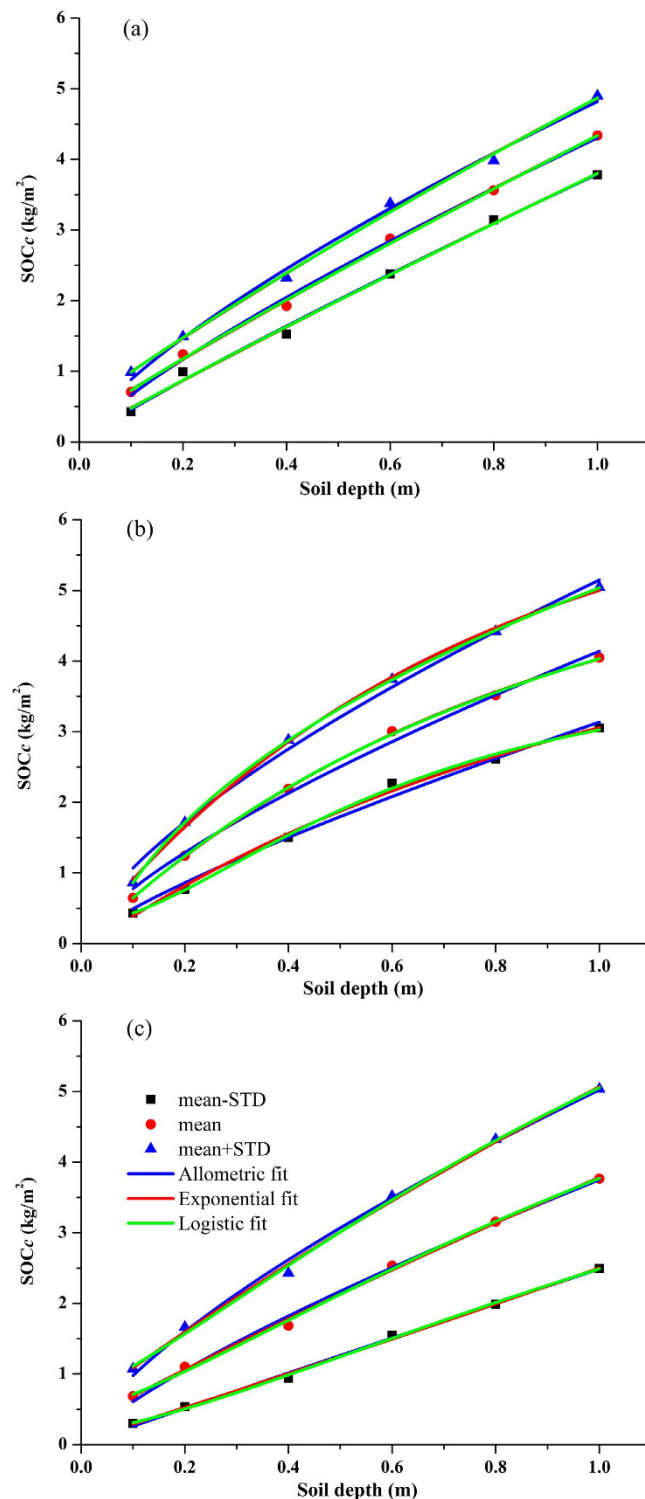 (a)
6
5
4
3
2
1
0
SOCc (kg/m²)
0.0 0.2 0.4 0.6 0.8 1.0
Soil depth (m)
(b)
6
5
4
3
2
1
0
SOCc (kg/m²)
0.0 0.2 0.4 0.6 0.8 1.0
Soil depth (m)
(c)
6
5
4
3
2
1
0
SOCc (kg/m²)
mean-STD
mean
mean+STD
Allometric fit
Exponential fit
Logistic fit
0.0 0.2 0.4 0.6 0.8 1.0
Soil depth (m)